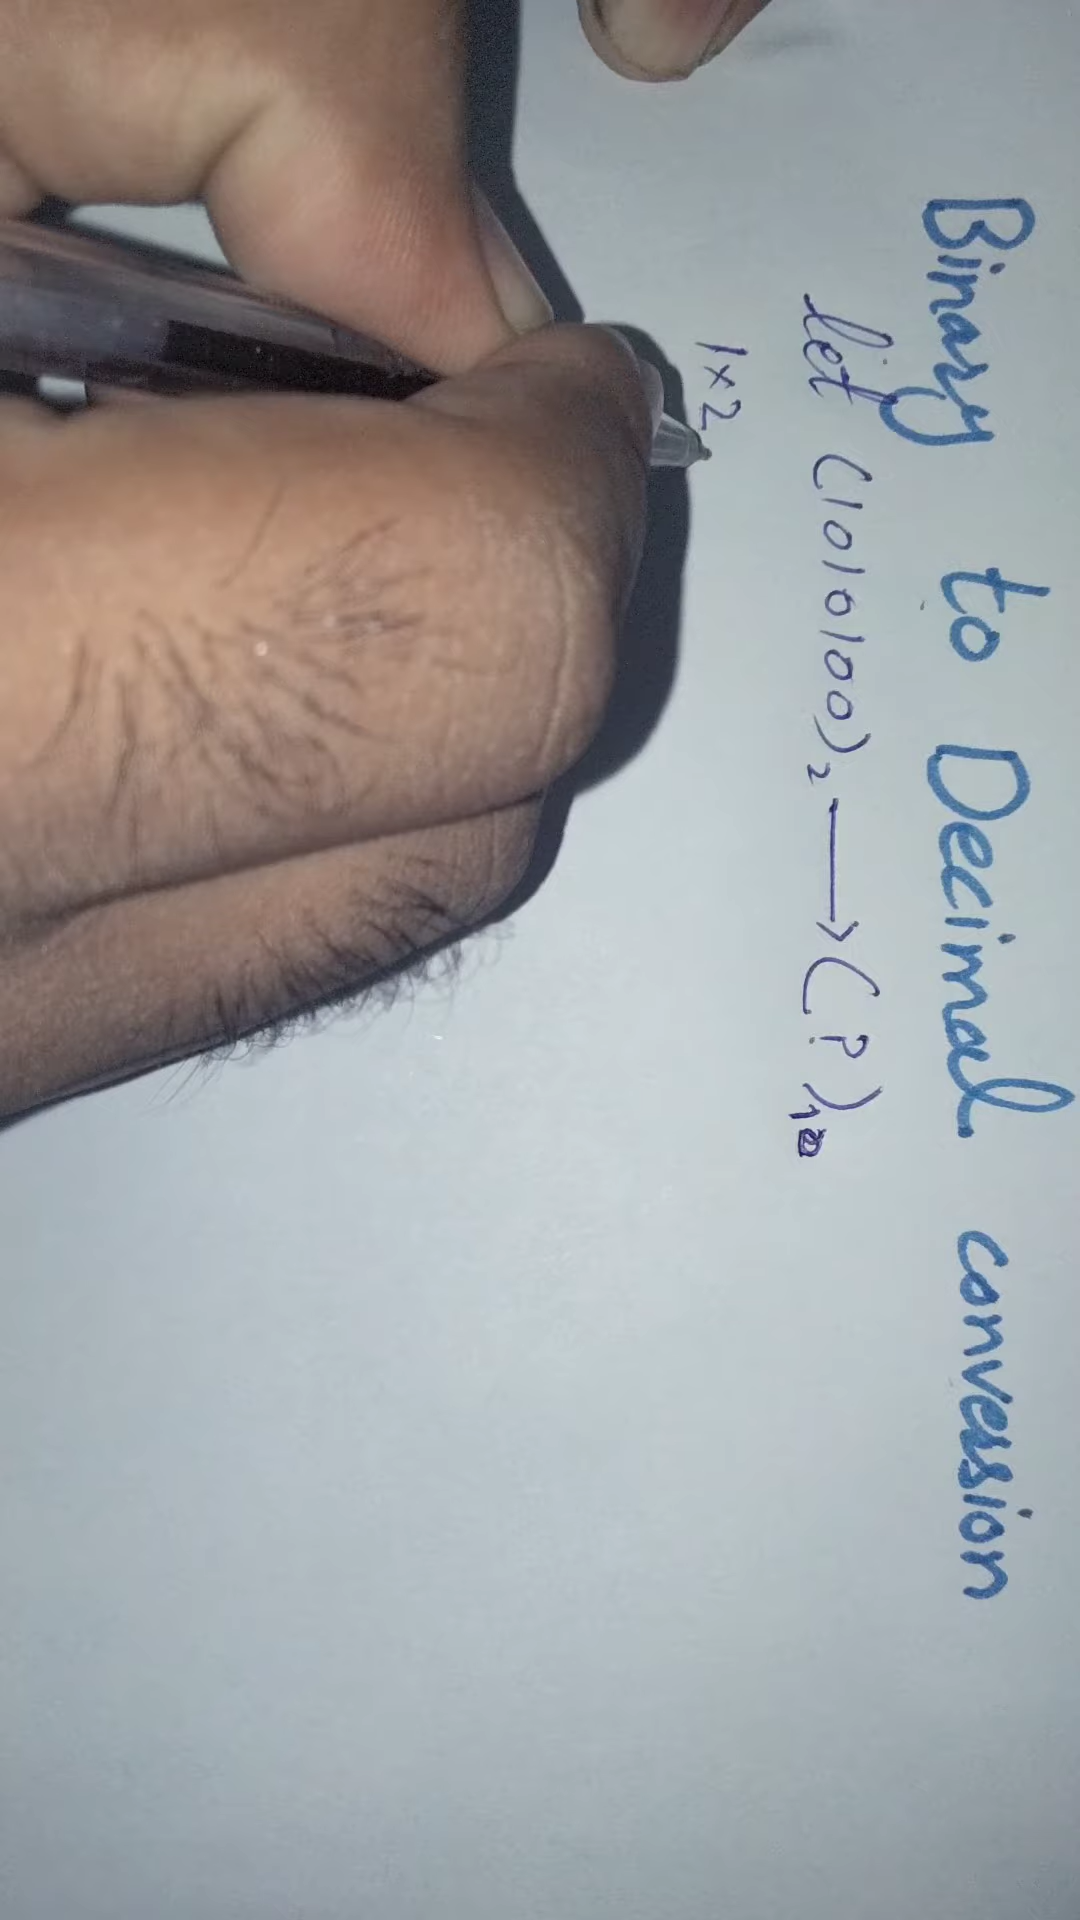 Binary to Decimal conversion
let (1010100)₂ ⟶ (?)₁₀
1×2